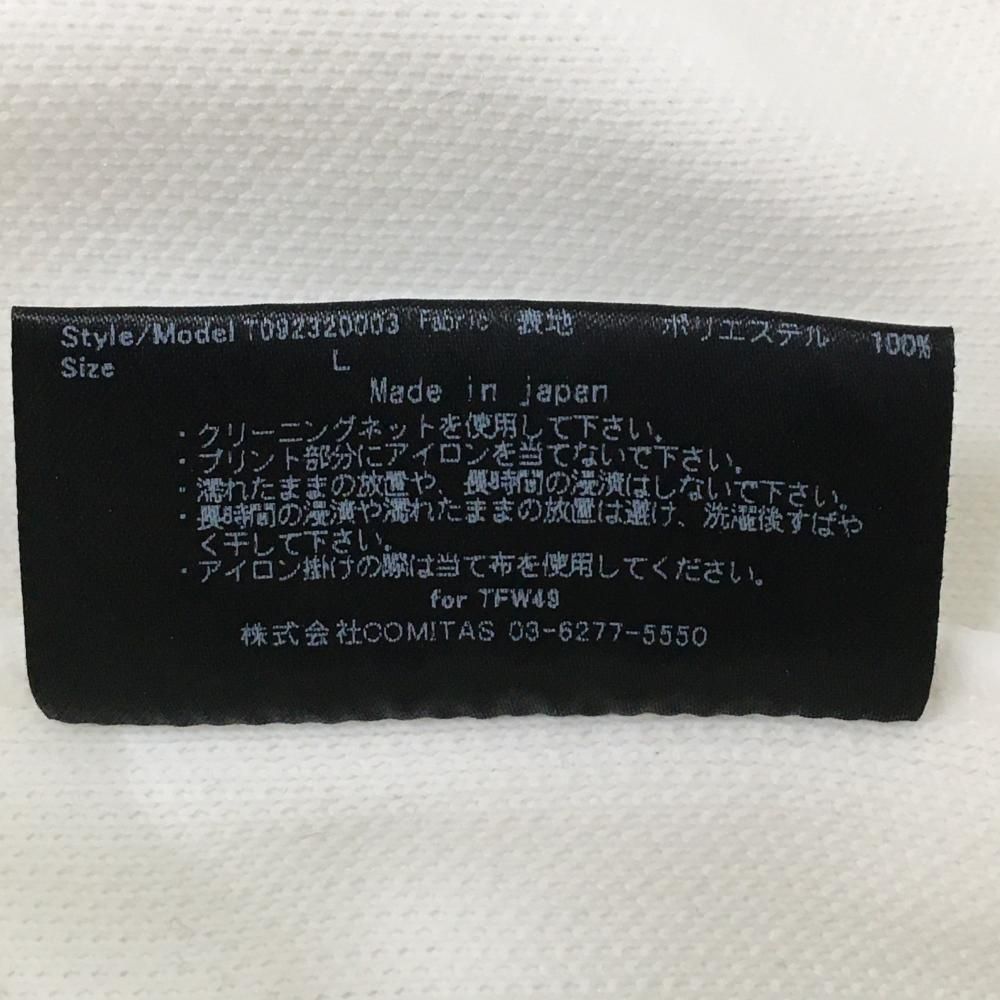 Style/Model T092320003 Fabric 表地 ポリエステル 100%
Size L
Made in japan
・クリーニングネットを使用して下さい。
・プリント部分にアイロンを当てないで下さい。
・濡れたままの放置や、長時間の浸漬はしないで下さい。
・長時間の浸漬や濡れたままの放置は避け、洗濯後すばや
く干して下さい。
・アイロン掛けの際は当て布を使用してください。
for TFW49
株式会社COMITAS 03-6277-5550